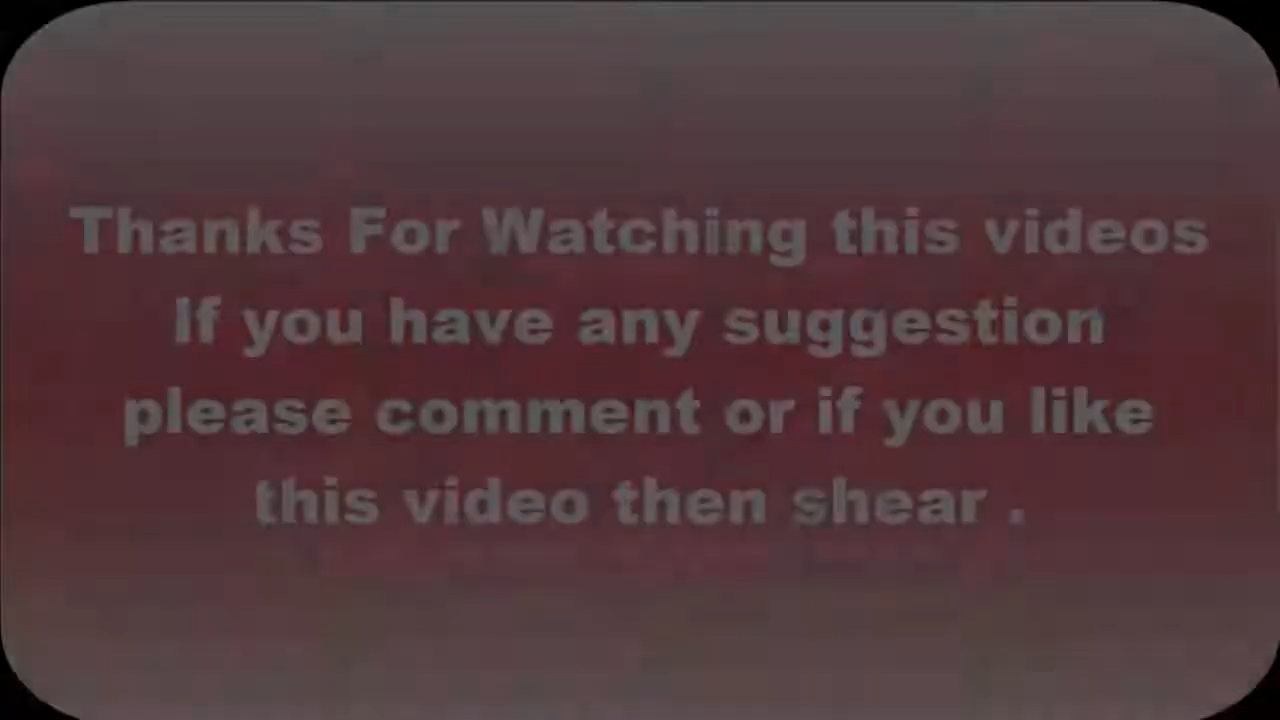 Thanks For Watching this videos
If you have any suggestion
please comment or if you like
this video then shear .